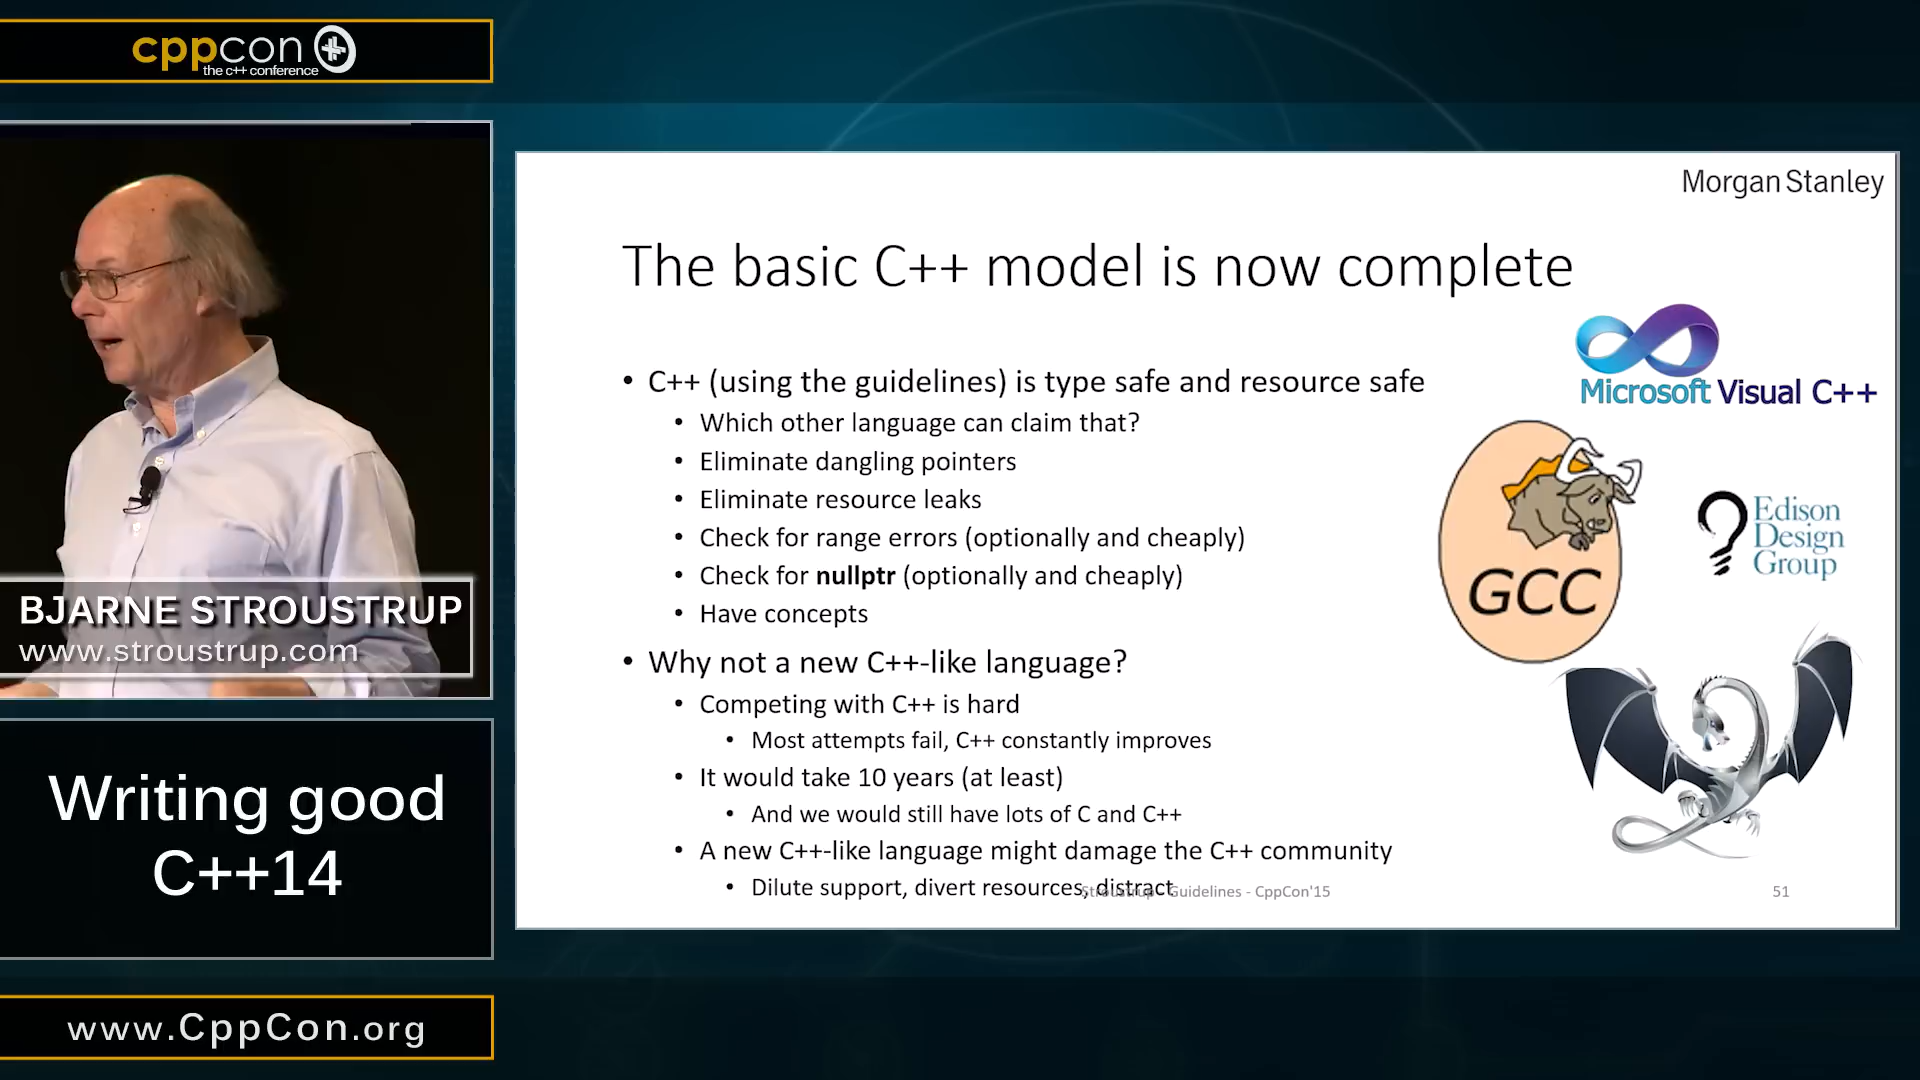 cppcon
the c++ conference
BJARNE STROUSTRUP
www.stroustrup.com
Writing good
C++14
www.CppCon.org
Morgan Stanley
The basic C++ model is now complete
• C++ (using the guidelines) is type safe and resource safe
• Which other language can claim that?
• Eliminate dangling pointers
• Eliminate resource leaks
• Check for range errors (optionally and cheaply)
• Check for nullptr (optionally and cheaply)
• Have concepts
• Why not a new C++-like language?
• Competing with C++ is hard
• Most attempts fail, C++ constantly improves
• It would take 10 years (at least)
• And we would still have lots of C and C++
• A new C++-like language might damage the C++ community
• Dilute support, divert resources, distract
Stroustrup - Guidelines - CppCon'15
51
Microsoft Visual C++
GCC
Edison
Design
Group